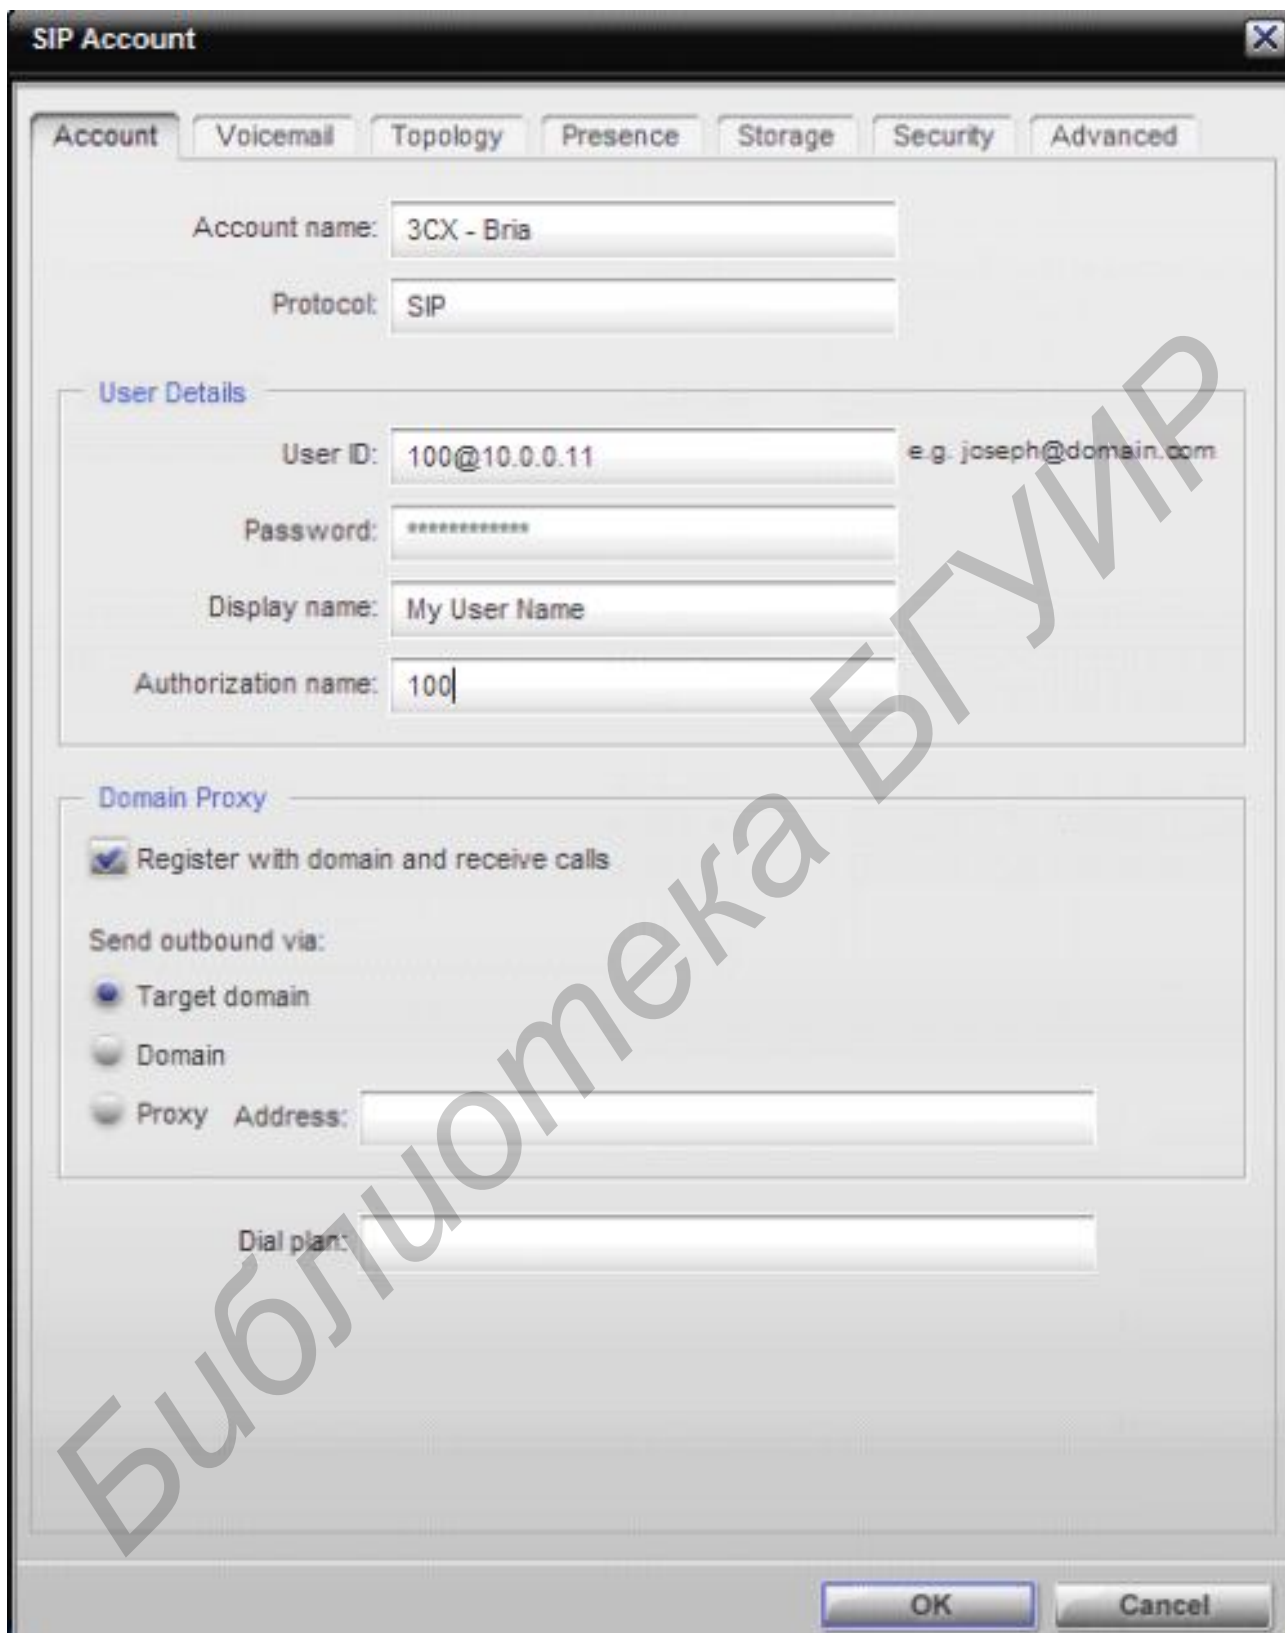 SIP Account
Account Voicemail Topology Presence Storage Security Advanced
Account name: 3CX - Bria
Protocol: SIP
User Details
User ID: 100@10.0.0.11 e.g. joseph@domain.com
Password: ************
Display name: My User Name
Authorization name: 100
Domain Proxy
Register with domain and receive calls
Send outbound via:
Target domain
Domain
Proxy Address:
Dial plan:
OK Cancel
Библиотека БГУИР